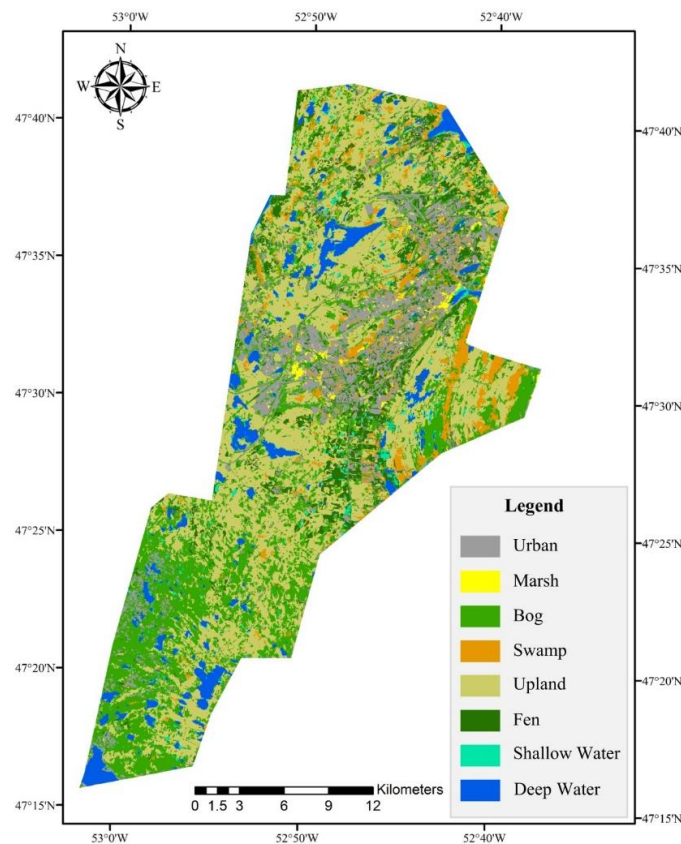 53°0'W 52°50'W 52°40'W
N
W E
S
47°40'N 47°40'N
47°35'N 47°35'N
47°30'N 47°30'N
47°25'N 47°25'N
47°20'N 47°20'N
47°15'N 47°15'N
Legend
Urban
Marsh
Bog
Swamp
Upland
Fen
Shallow Water
Deep Water
Kilometers
0 1.5 3 6 9 12
53°0'W 52°50'W 52°40'W